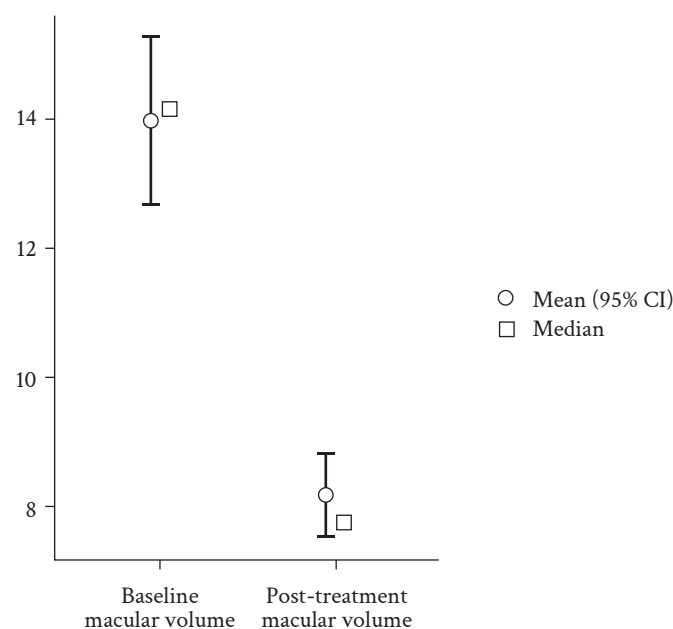 14
12
10
8
Baseline
macular volume
Post-treatment
macular volume
Mean (95% CI)
Median